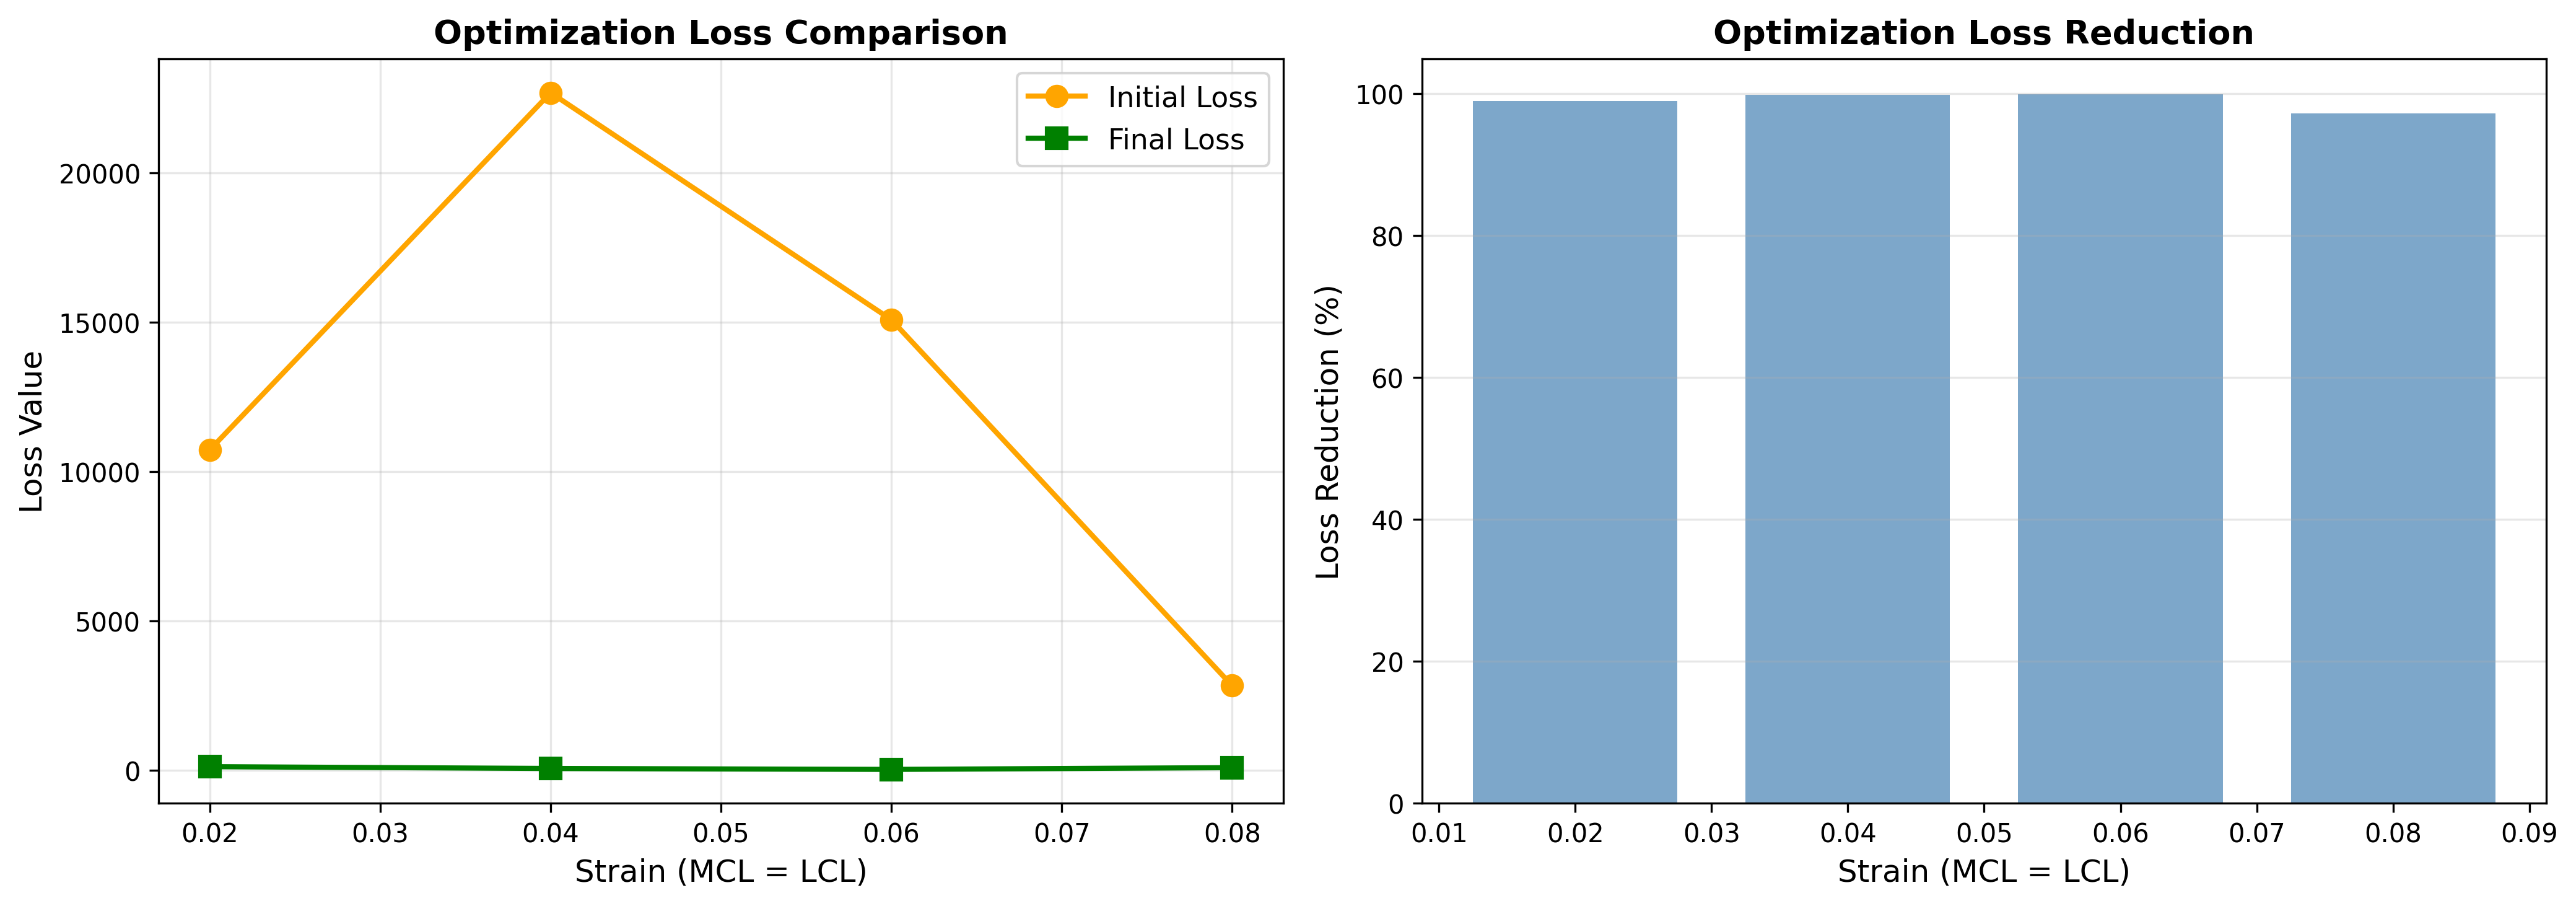 Optimization Loss Comparison
Initial Loss
Final Loss
Loss Value
20000
15000
10000
5000
0
0.02 0.03 0.04 0.05 0.06 0.07 0.08
Strain (MCL = LCL)
Optimization Loss Reduction
Loss Reduction (%)
100
80
60
40
20
0
0.01 0.02 0.03 0.04 0.05 0.06 0.07 0.08 0.09
Strain (MCL = LCL)